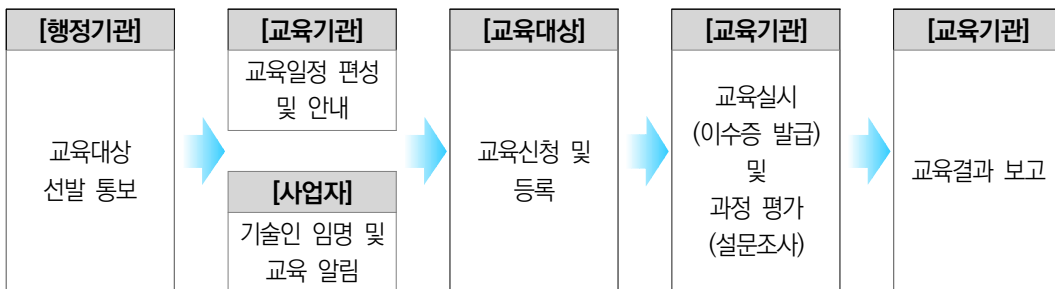 [행정기관]
교육대상
선발 통보
[교육기관]
교육일정 편성
및 안내
[사업자]
기술인 임명 및
교육 알림
[교육대상]
교육신청 및
등록
[교육기관]
교육실시
(이수증 발급)
및
과정 평가
(설문조사)
[교육기관]
교육결과 보고